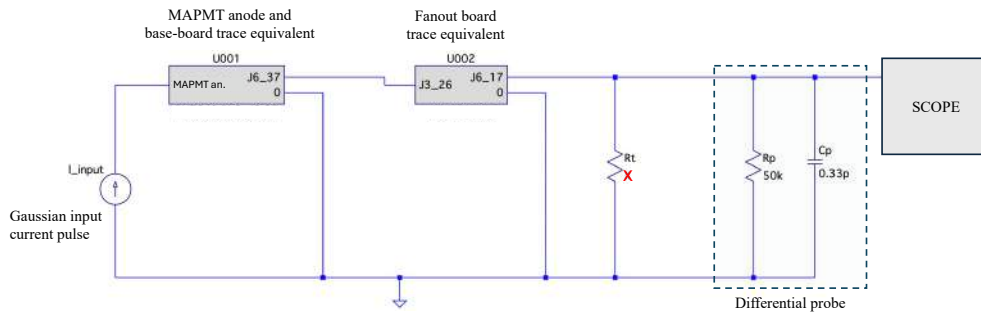 MAPMT anode and
base-board trace equivalent
Fanout board
trace equivalent
U001
MAPMT an.
J6_37
0
U002
J3_26
J6_17
0
SCOPE
I_input
Gaussian input
current pulse
Rt
X
Rp
50k
Cp
0.33p
Differential probe